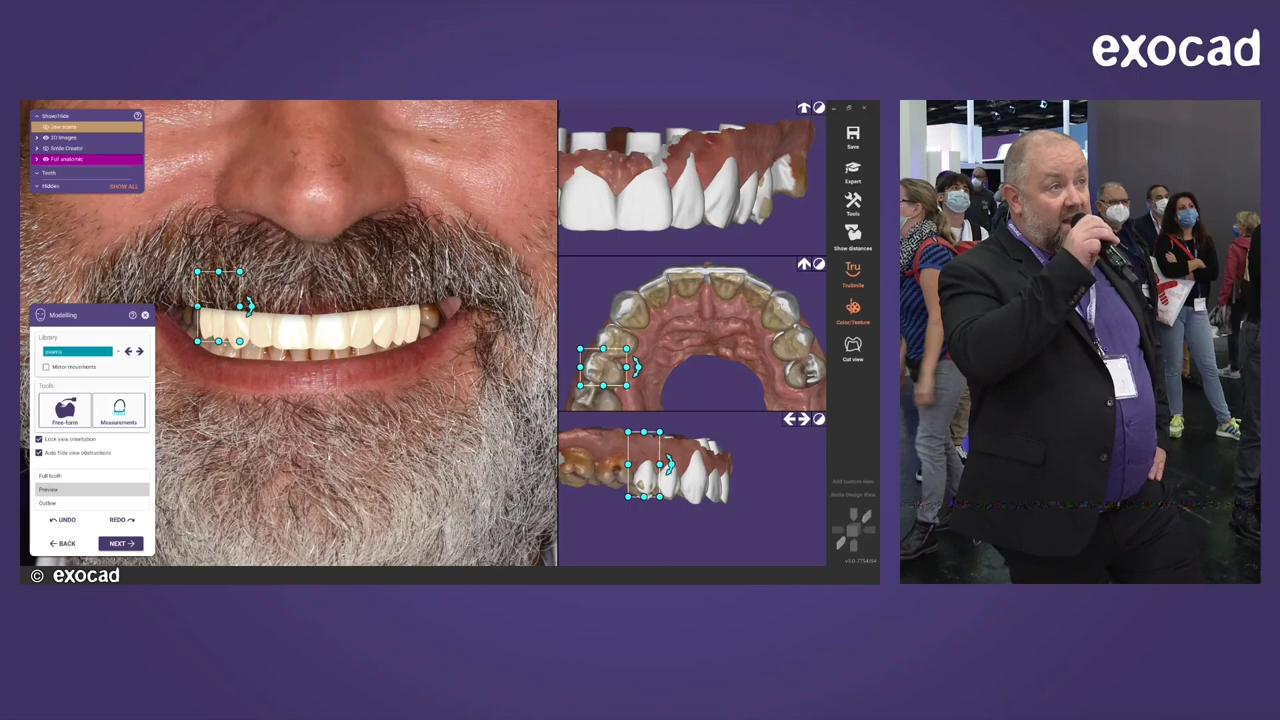 exocad
Show/Hide
Jaw scans
2D Images
Smile Creator
Full anatomic
Teeth
Hidden
SHOW ALL
Modelling
Library
Mirror movements
Tools
Free-form
Measurements
Lock view orientation
Auto hide view obstructions
Full tooth
Preview
Outline
UNDO
REDO
BACK
NEXT
Save
Expert
Tools
Show distances
Tru
TruSmile
Color/Texture
Cut view
© exocad